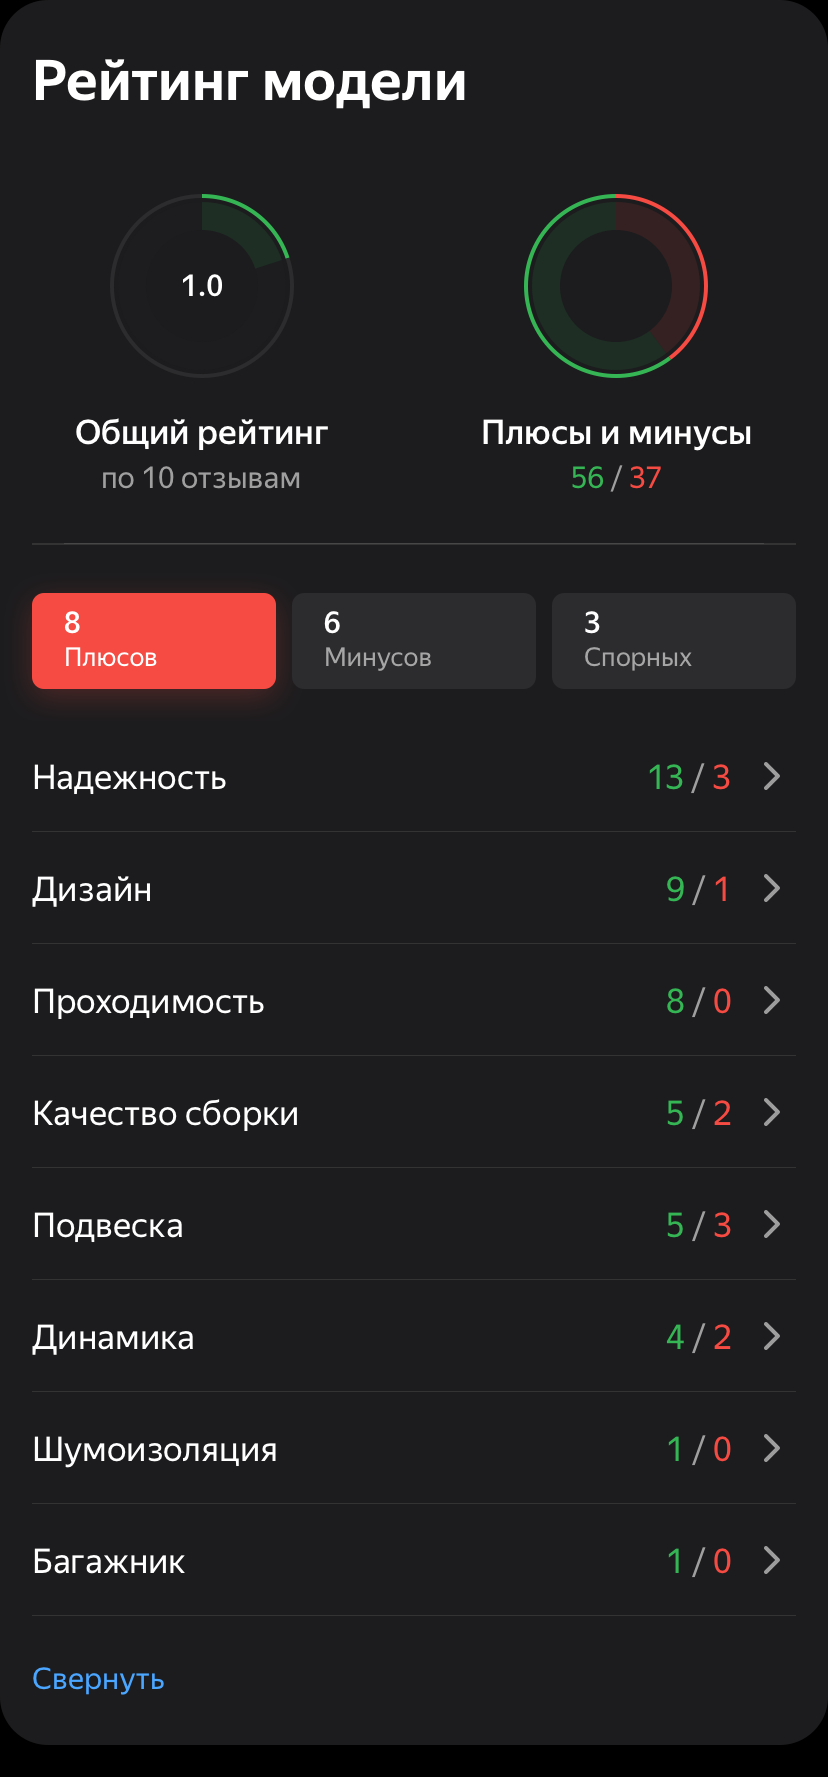 Рейтинг модели
1.0
Общий рейтинг
по 10 отзывам
Плюсы и минусы
56 / 37
8
Плюсов
6
Минусов
3
Спорных
Надежность 13 / 3
Дизайн 9 / 1
Проходимость 8 / 0
Качество сборки 5 / 2
Подвеска 5 / 3
Динамика 4 / 2
Шумоизоляция 1 / 0
Багажник 1 / 0
Свернуть